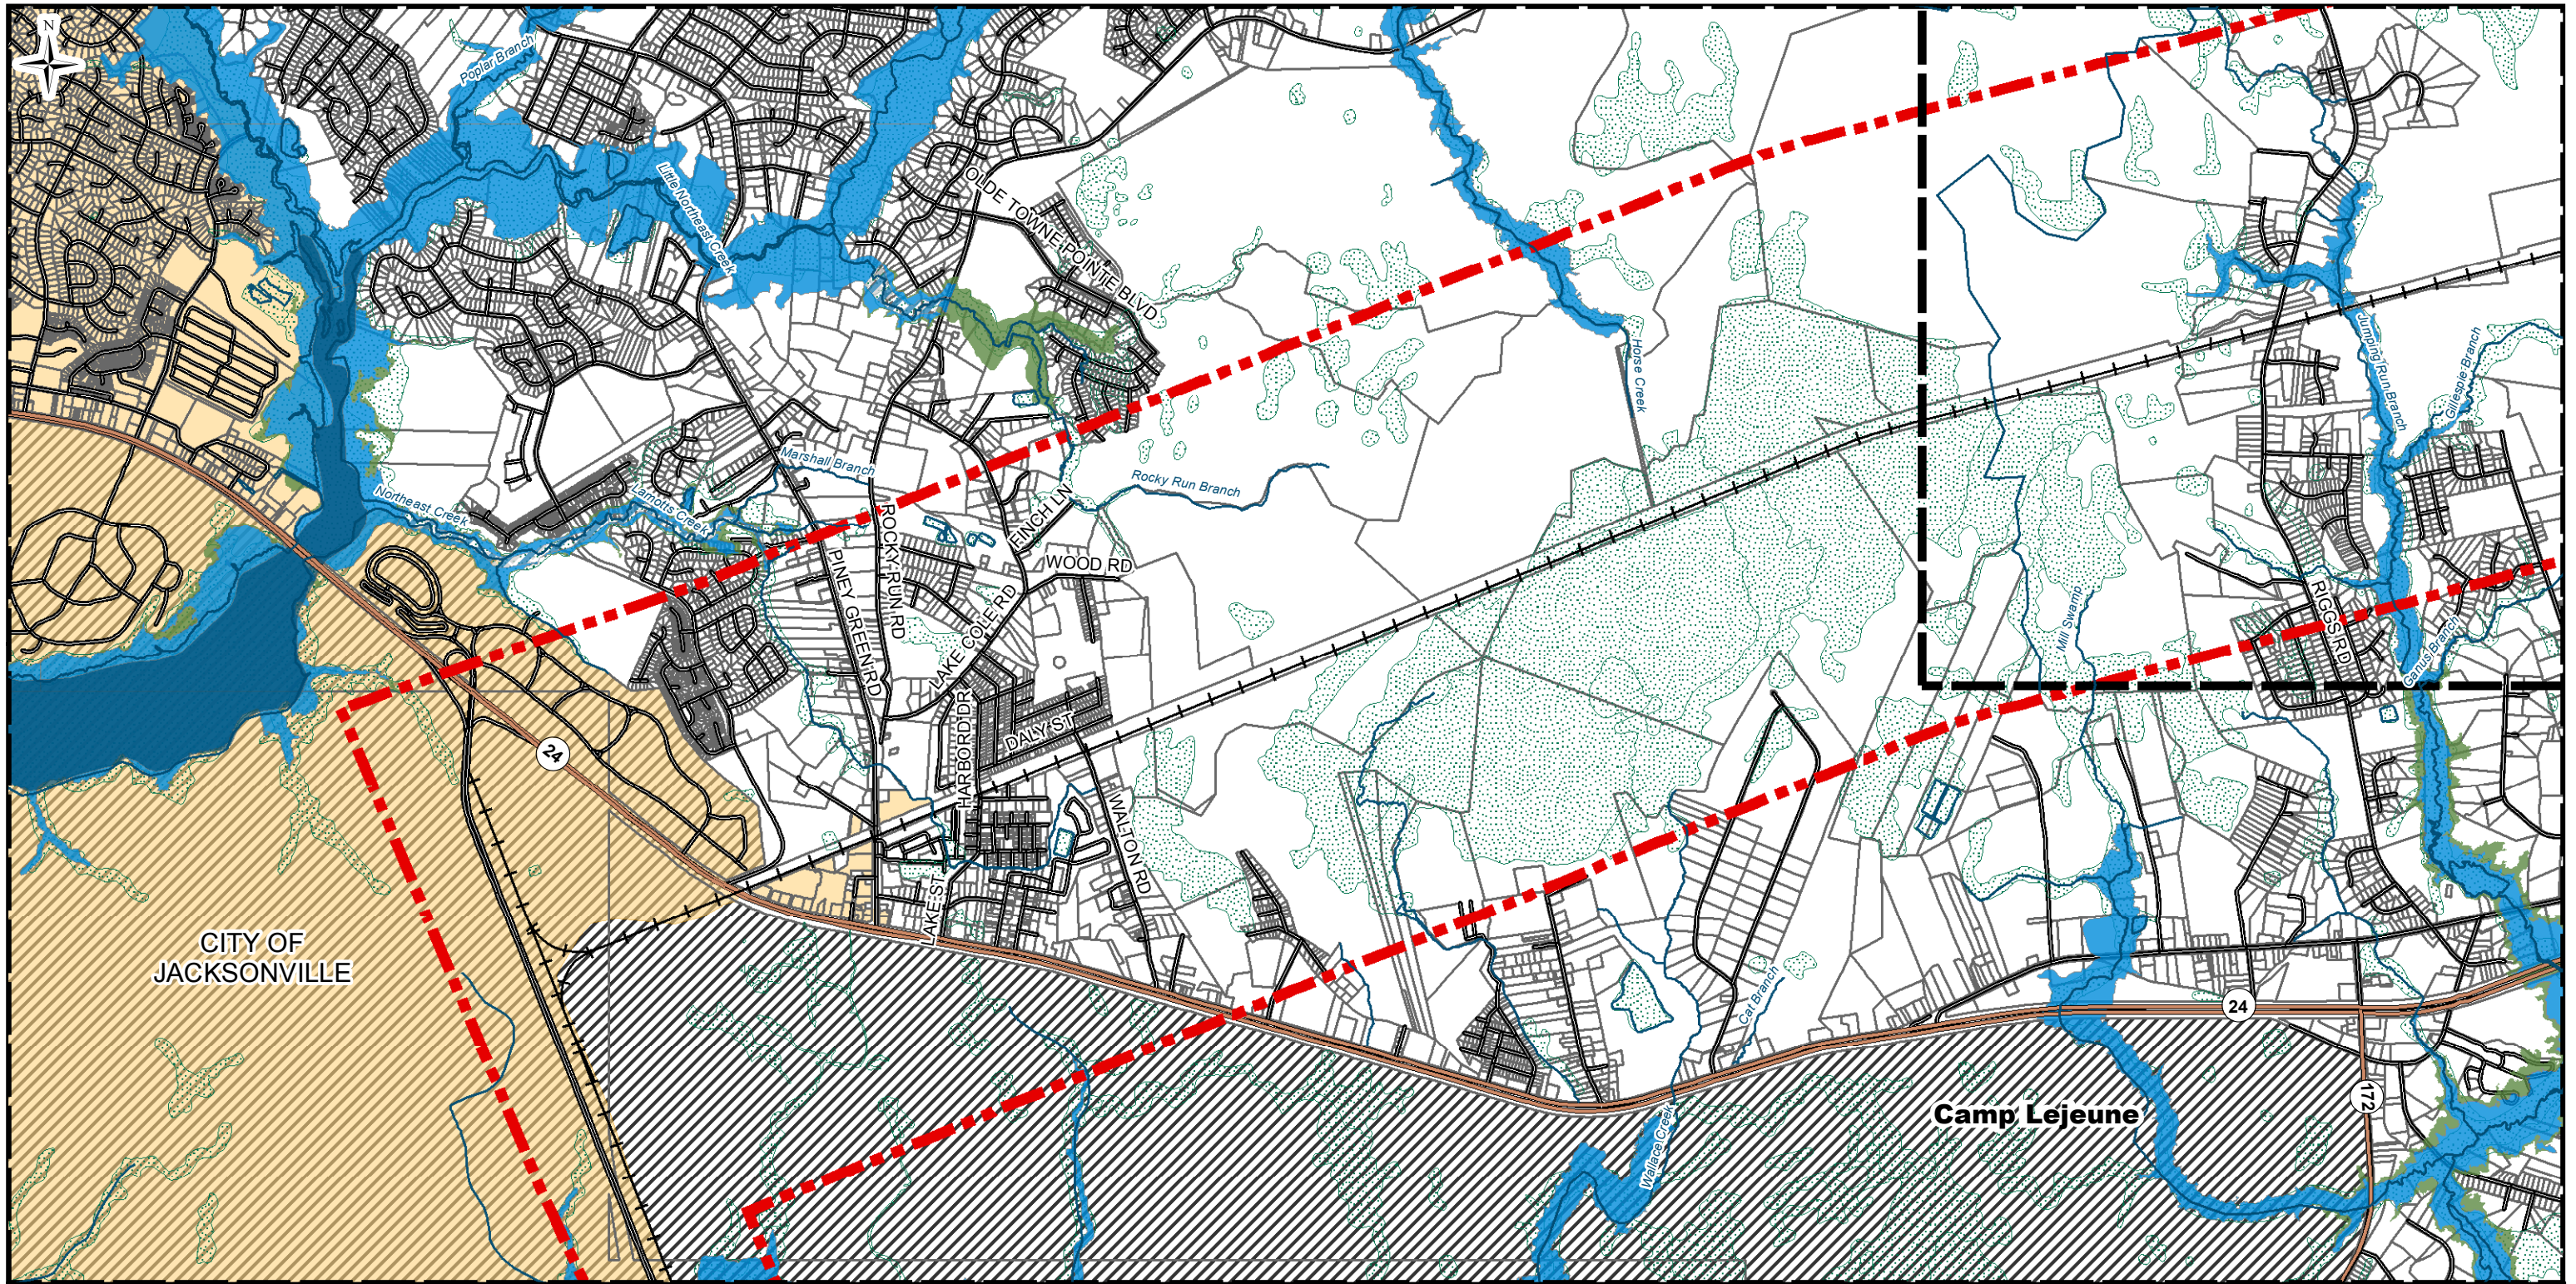 N
Poplar Branch
Little Northeast Creek
OLDE TOWNE POINTE BLVD
Horse Creek
Jumping Run Branch
Gillespie Branch
Marshall Branch
Rocky Run Branch
Northeast Creek
Lamotts Creek
FINCH LN
ROCKY RUN RD
WOOD RD
PINEY GREEN RD
LAKE COLE RD
RIGGS RD
Mill Swamp
Ganus Branch
HARBOR DR
DALY ST
24
WALTON RD
LAKE ST
CITY OF
JACKSONVILLE
Cat Branch
24
172
Camp Lejeune
Wallace Creek